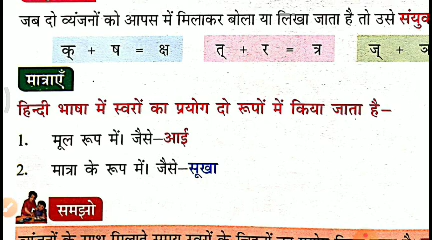 जब दो व्यंजनों को आपस में मिलाकर बोला या लिखा जाता है तो उसे
क् + ष = क्ष त् + र = त्र ज् +
मात्राएँ
हिन्दी भाषा में स्वरों का प्रयोग दो रूपों में किया जाता है–
1. मूल रूप में। जैसे–आई
2. मात्रा के रूप में। जैसे–सूखा
समझो